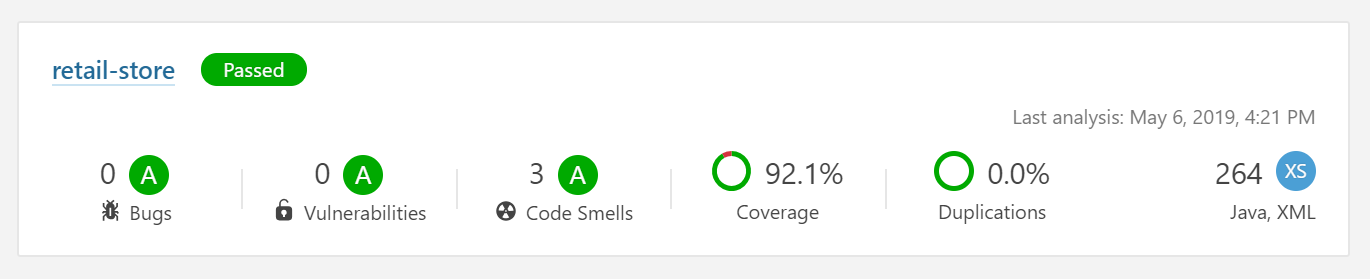 retail-store Passed
Last analysis: May 6, 2019, 4:21 PM
0 A 0 A 3 A 92.1% 0.0% 264 XS
Bugs Vulnerabilities Code Smells Coverage Duplications Java, XML